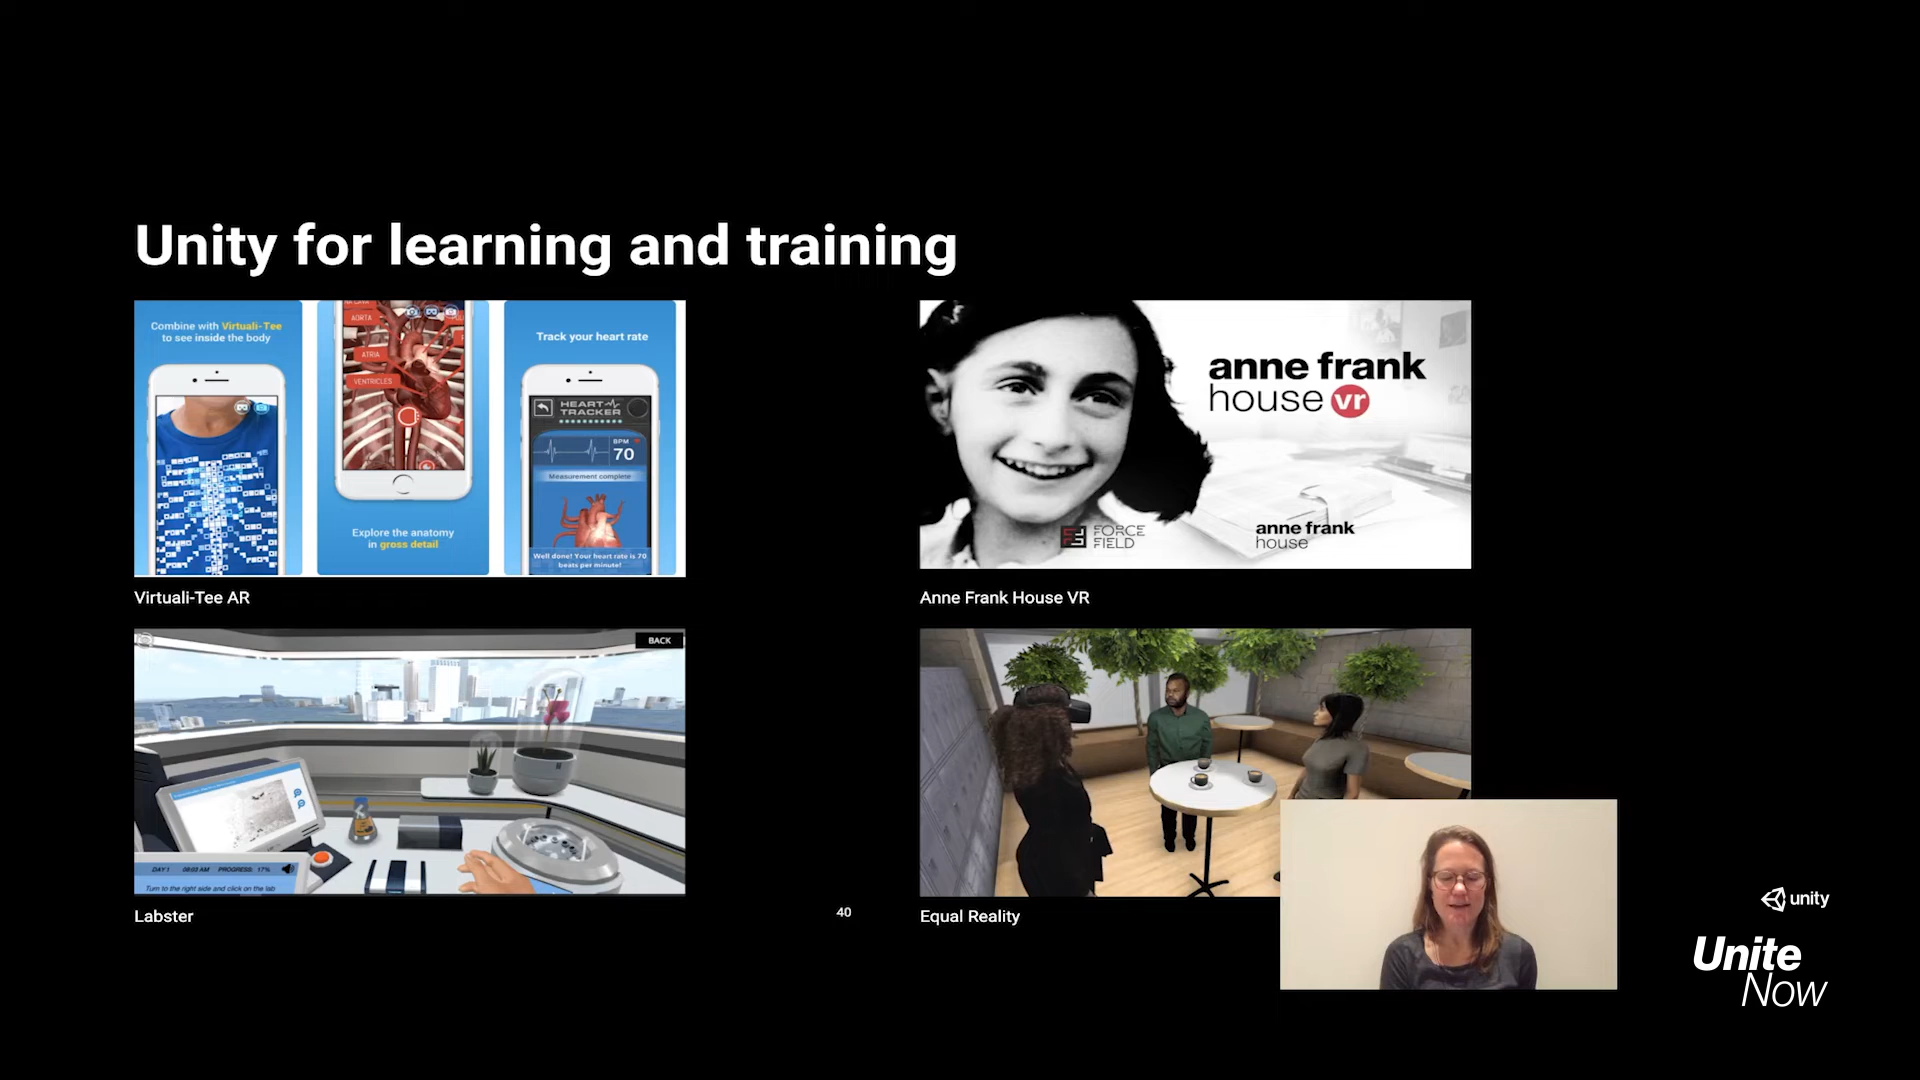 Unity for learning and training
Combine with Virtuali-Tee
to see inside the body
AORTA
ATRIA
VENTRICLES
Explore the anatomy
in gross detail
Track your heart rate
HEART
TRACKER
BPM
70
Measurement complete
Well done! Your heart rate is 70
beats per minute!
anne frank
house vr
FORCE
FIELD
anne frank
house
Virtuali-Tee AR
Anne Frank House VR
BACK
DAY 1 08:03 AM PROGRESS: 17%
Turn to the right side and click on the lab
Labster
40
Equal Reality
unity
Unite
Now